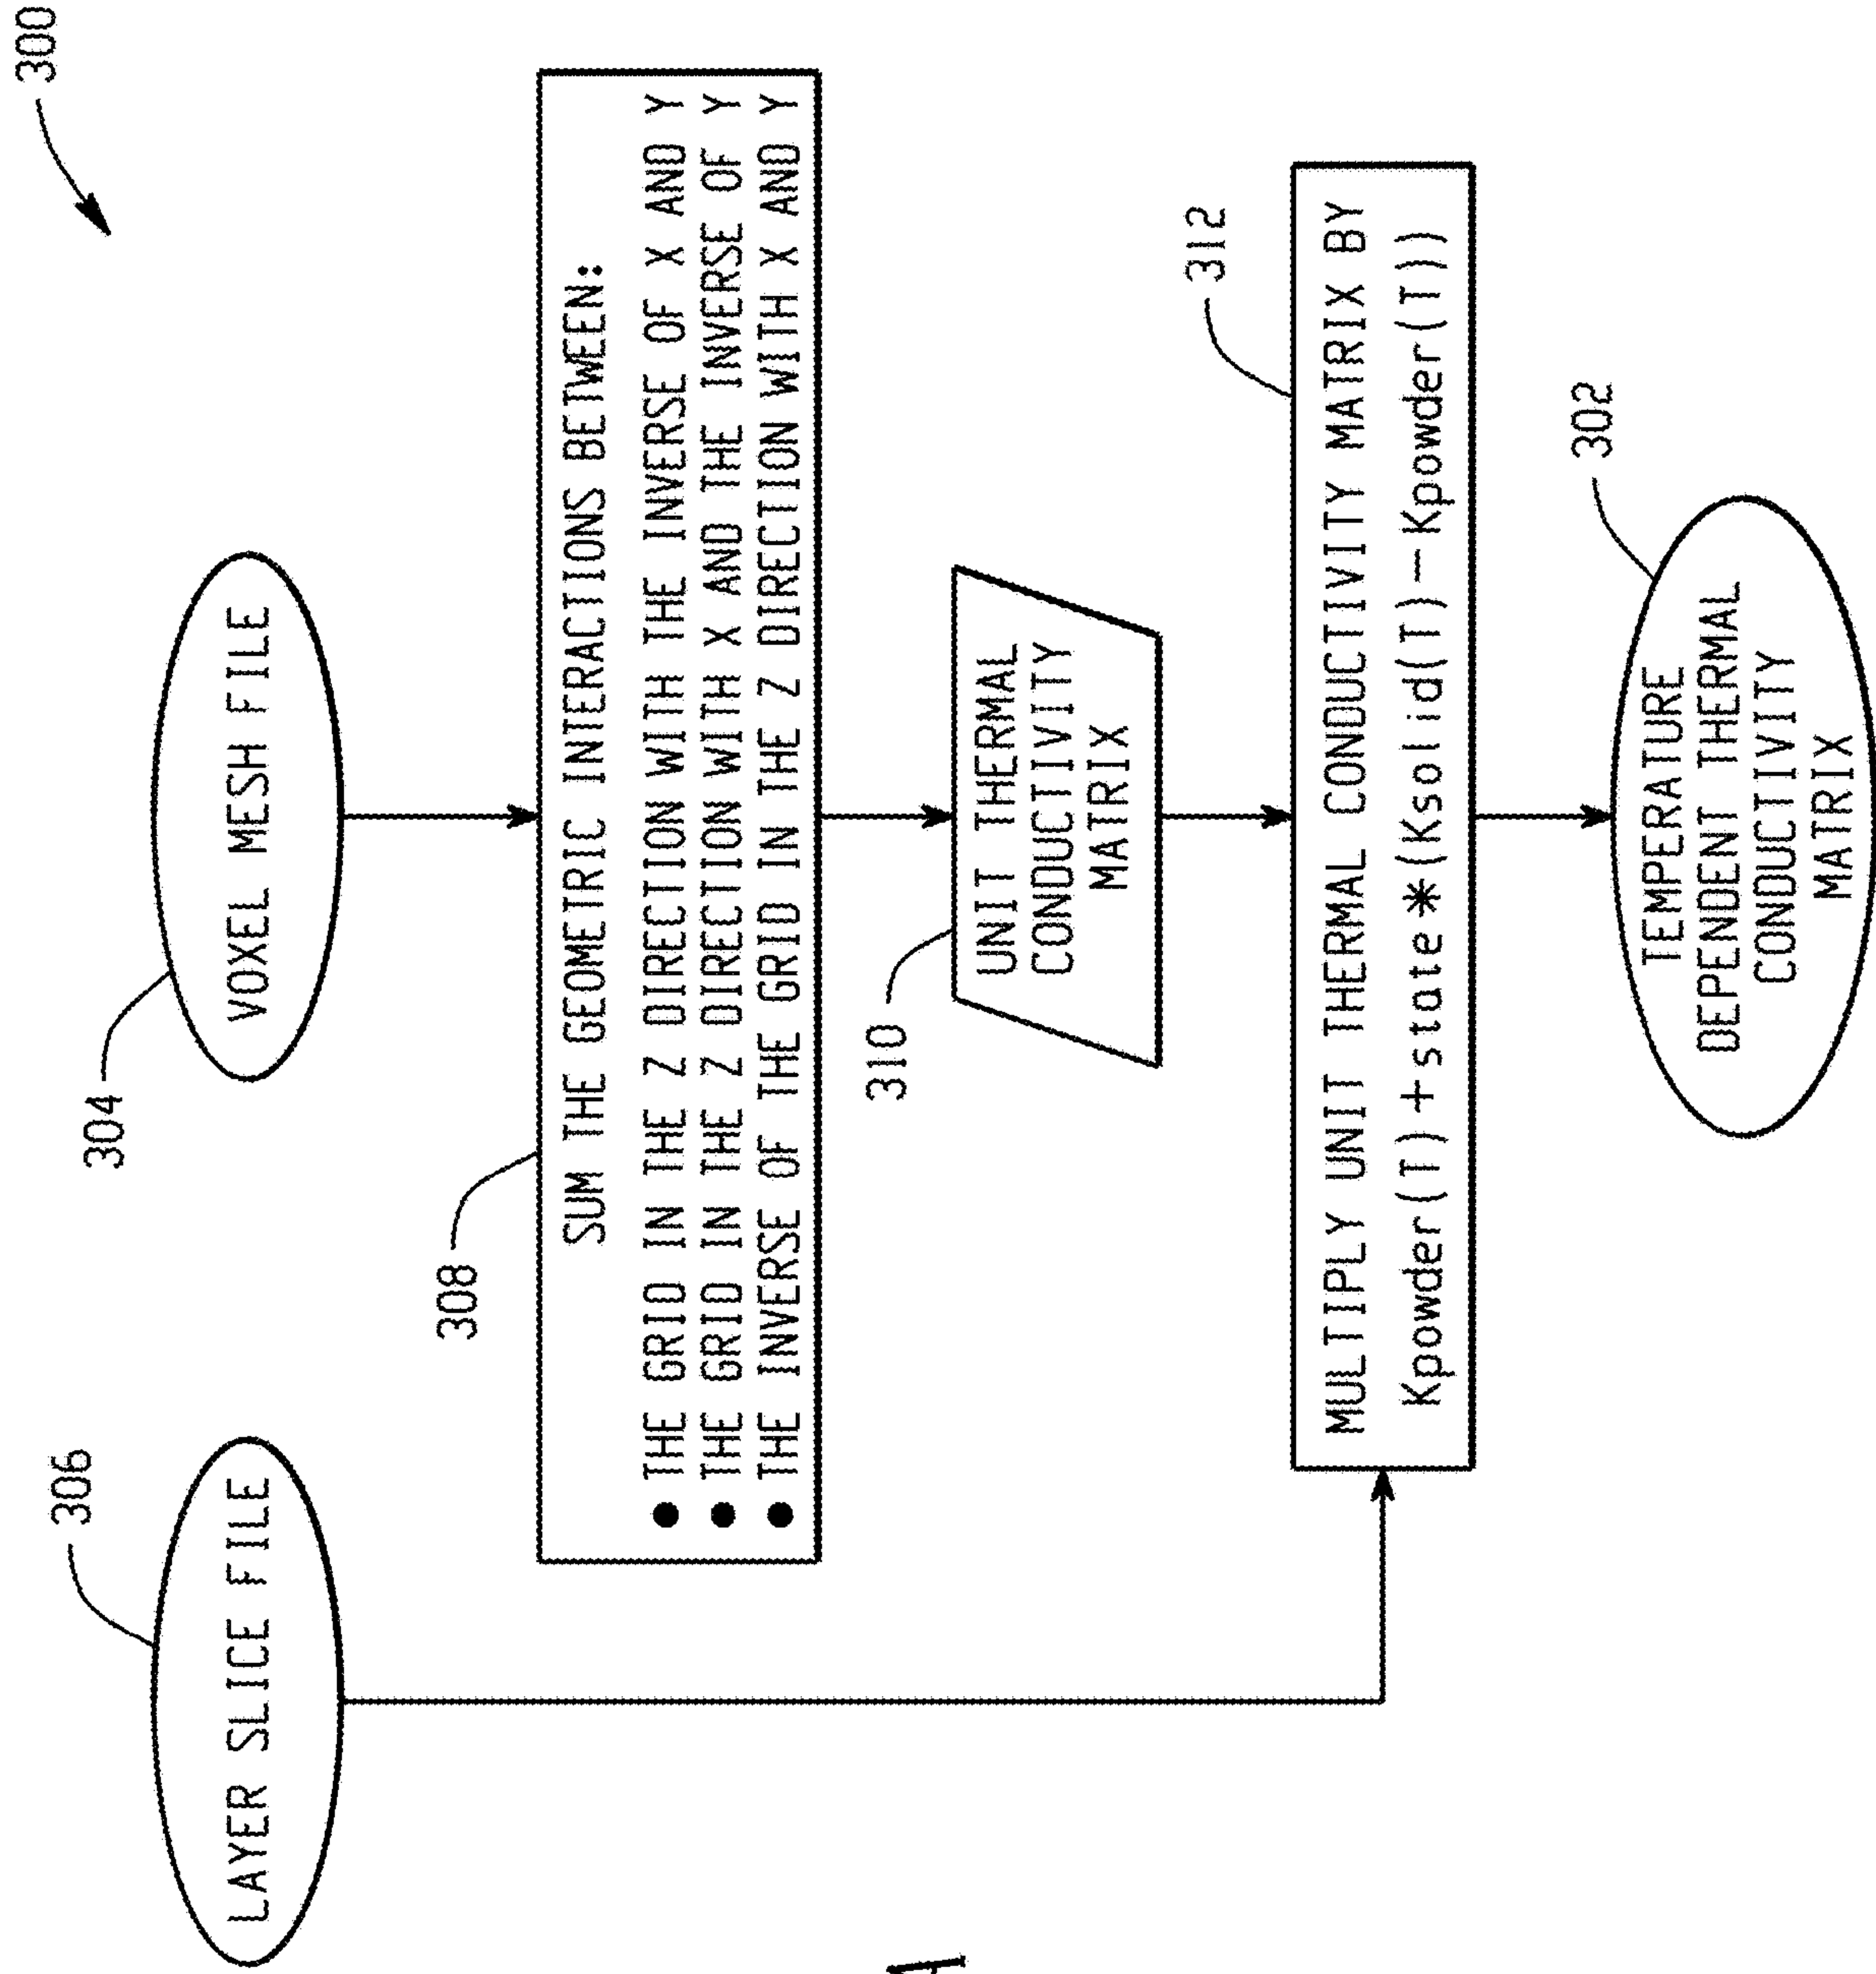 300
306
304
LAYER SLICE FILE
VOXEL MESH FILE
308
SUM THE GEOMETRIC INTERACTIONS BETWEEN:
● THE GRID IN THE Z DIRECTION WITH THE INVERSE OF X AND Y
● THE GRID IN THE Z DIRECTION WITH X AND THE INVERSE OF Y
● THE INVERSE OF THE GRID IN THE Z DIRECTION WITH X AND Y
310
UNIT THERMAL
CONDUCTIVITY
MATRIX
312
MULTIPLY UNIT THERMAL CONDUCTIVITY MATRIX BY
Kpowder(T)+state*(Ksolid(T)-Kpowder(T))
302
TEMPERATURE
DEPENDENT THERMAL
CONDUCTIVITY
MATRIX